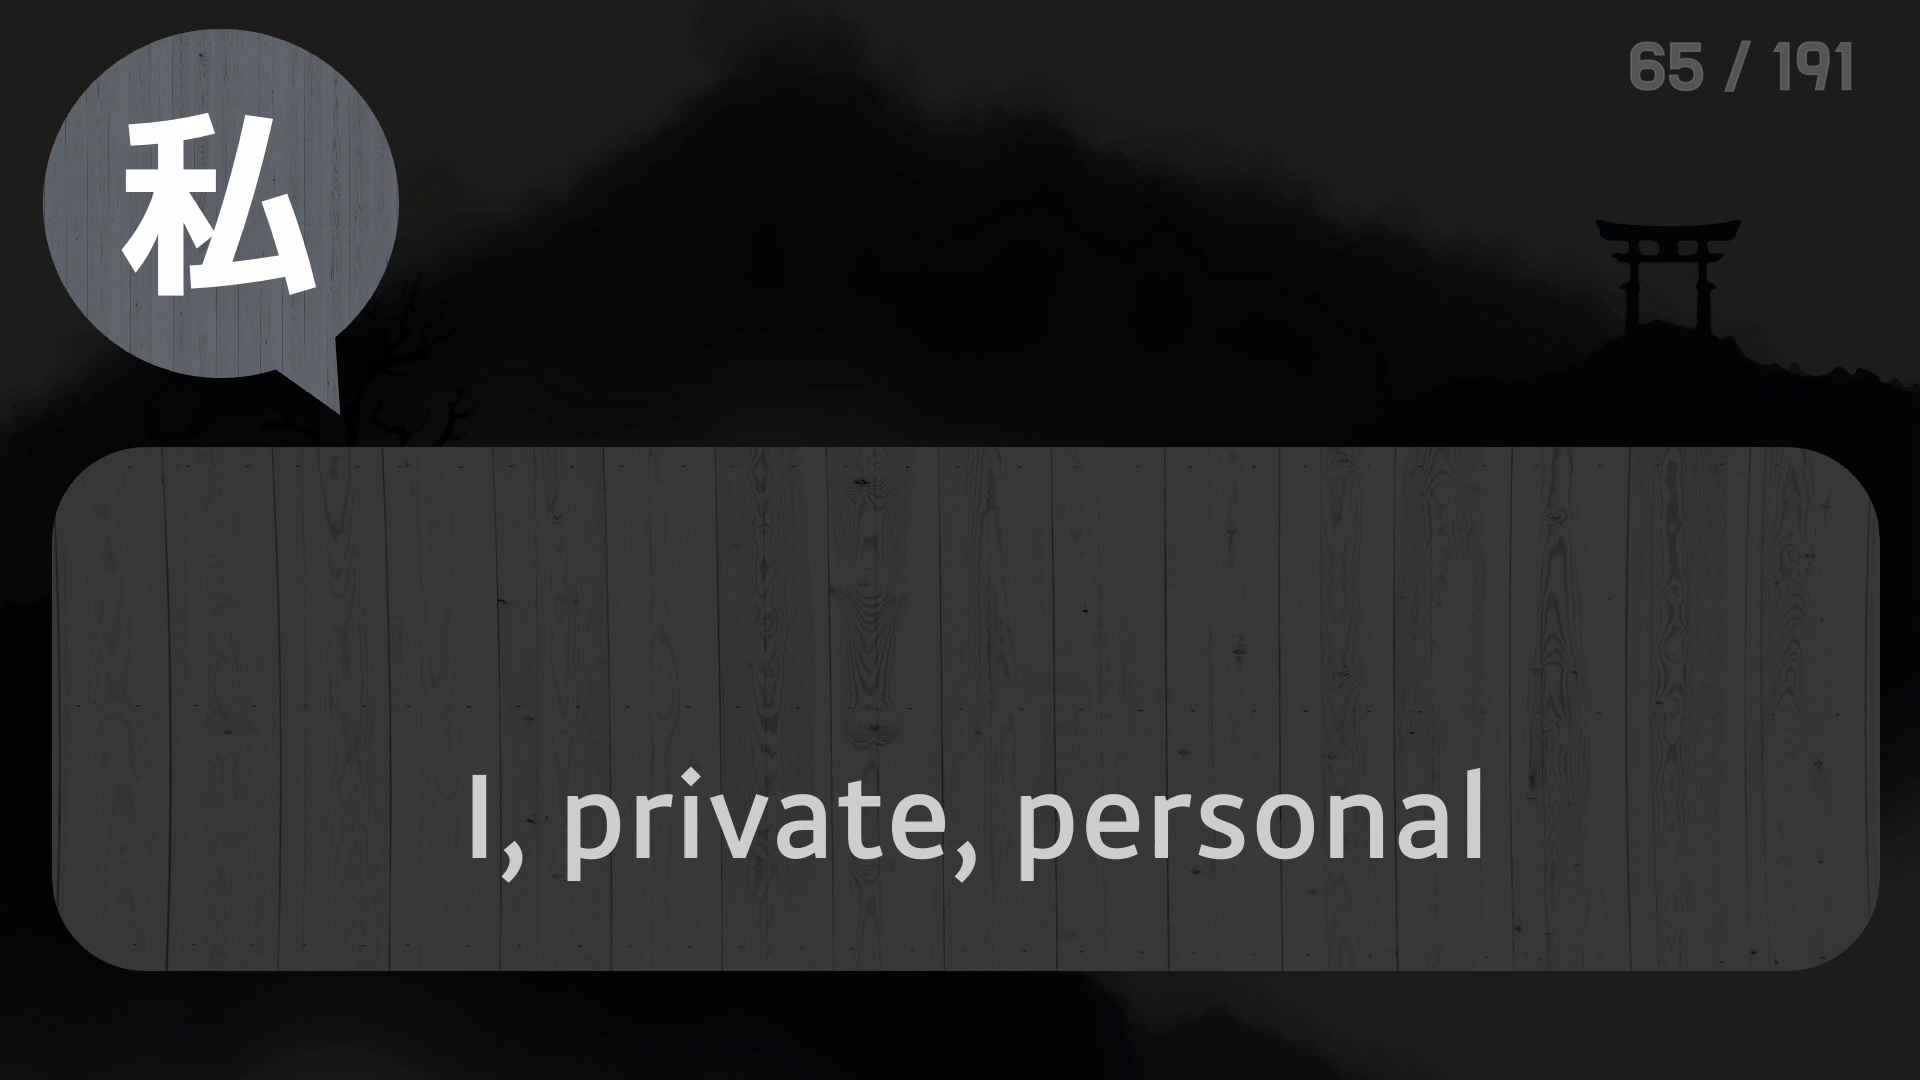 私
65 / 191
I, private, personal